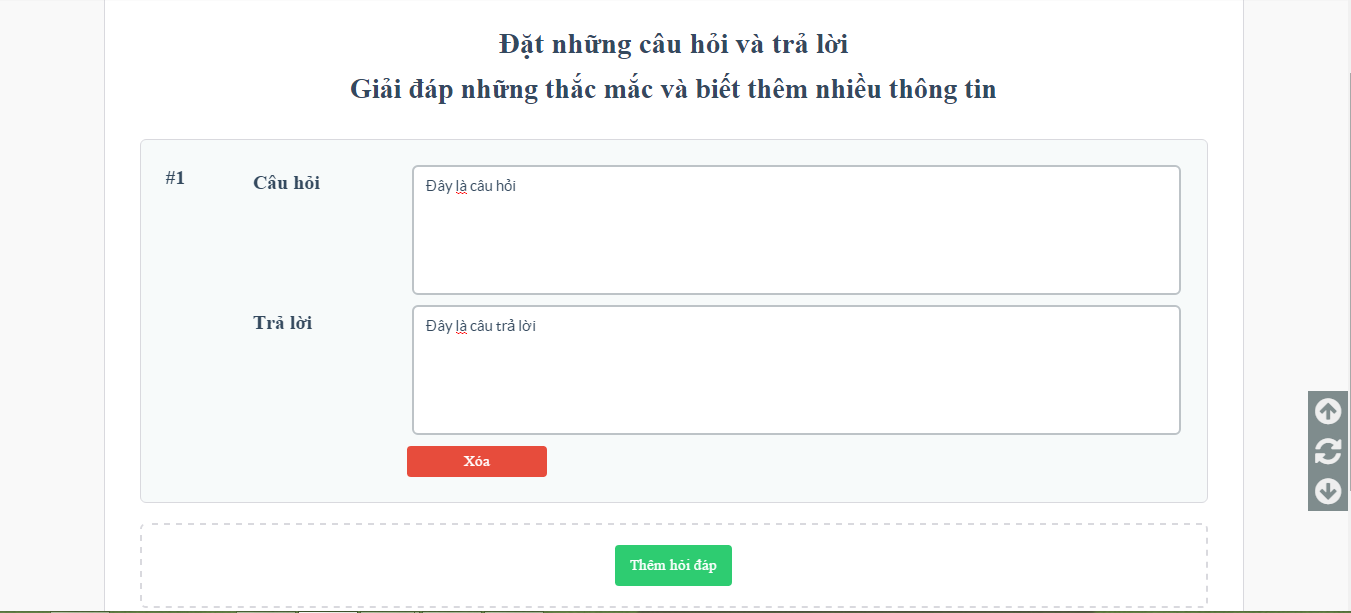 Đặt những câu hỏi và trả lời
Giải đáp những thắc mắc và biết thêm nhiều thông tin
#1
Câu hỏi
Đây là câu hỏi
Trả lời
Đây là câu trả lời
Xóa
Thêm hỏi đáp